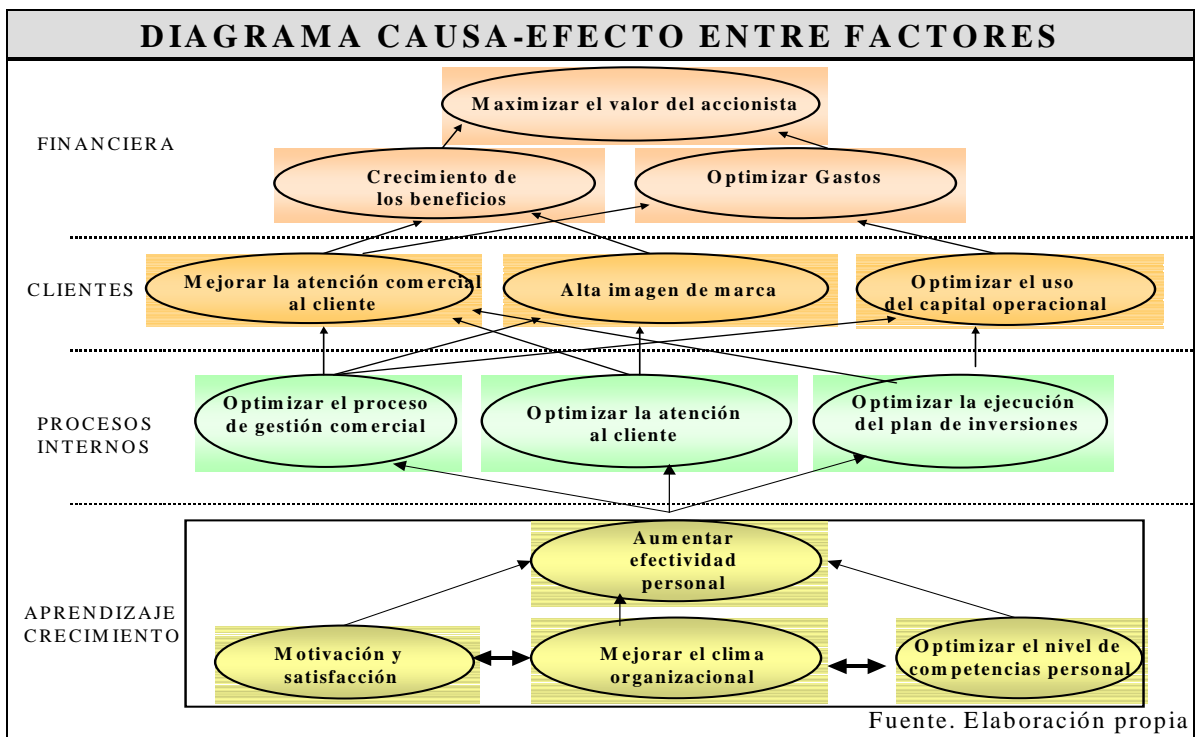 DIAGRAMA CAUSA-EFECTO ENTRE FACTORES
FINANCIERA
Maximizar el valor del accionista
Crecimiento de
los beneficios
Optimizar Gastos
CLIENTES
Mejorar la atención comercial
al cliente
Alta imagen de marca
Optimizar el uso
del capital operacional
PROCESOS
INTERNOS
Optimizar el proceso
de gestión comercial
Optimizar la atención
al cliente
Optimizar la ejecución
del plan de inversiones
APRENDIZAJE
CRECIMIENTO
Aumentar
efectividad
personal
Motivación y
satisfacción
Mejorar el clima
organizacional
Optimizar el nivel de
competencias personal
Fuente. Elaboración propia